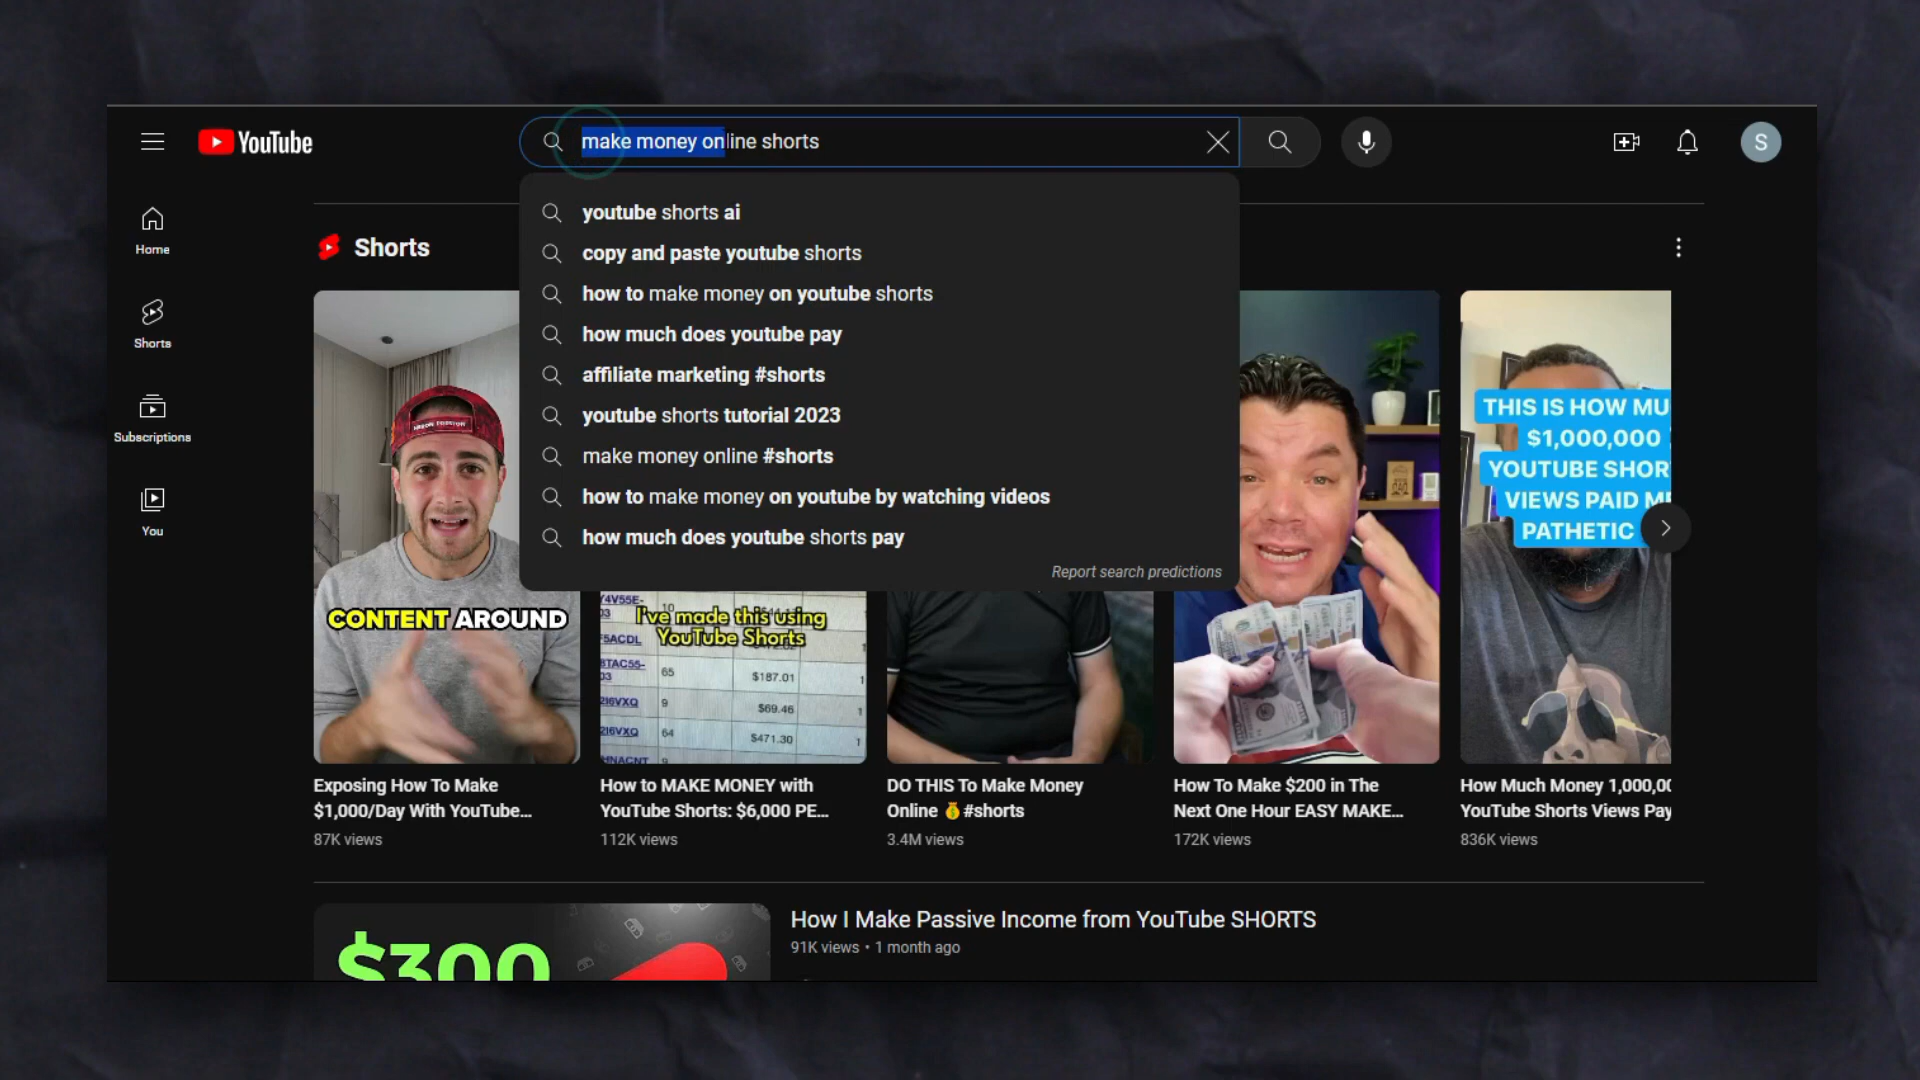 YouTube
make money online shorts
S
Home
Shorts
Subscriptions
You
Shorts
youtube shorts ai
copy and paste youtube shorts
how to make money on youtube shorts
how much does youtube pay
affiliate marketing #shorts
youtube shorts tutorial 2023
make money online #shorts
how to make money on youtube by watching videos
how much does youtube shorts pay
Report search predictions
CONTENT AROUND
I've made this using
YouTube Shorts
65
$187.01
9
$69.46
64
$471.30
THIS IS HOW MU
$1,000,000
YOUTUBE SHOR
VIEWS PAID ME
PATHETIC
Exposing How To Make
$1,000/Day With YouTube...
87K views
How to MAKE MONEY with
YouTube Shorts: $6,000 PE...
112K views
DO THIS To Make Money
Online 💰#shorts
3.4M views
How To Make $200 in The
Next One Hour EASY MAKE...
172K views
How Much Money 1,000,00
YouTube Shorts Views Pay
836K views
$300
How I Make Passive Income from YouTube SHORTS
91K views • 1 month ago